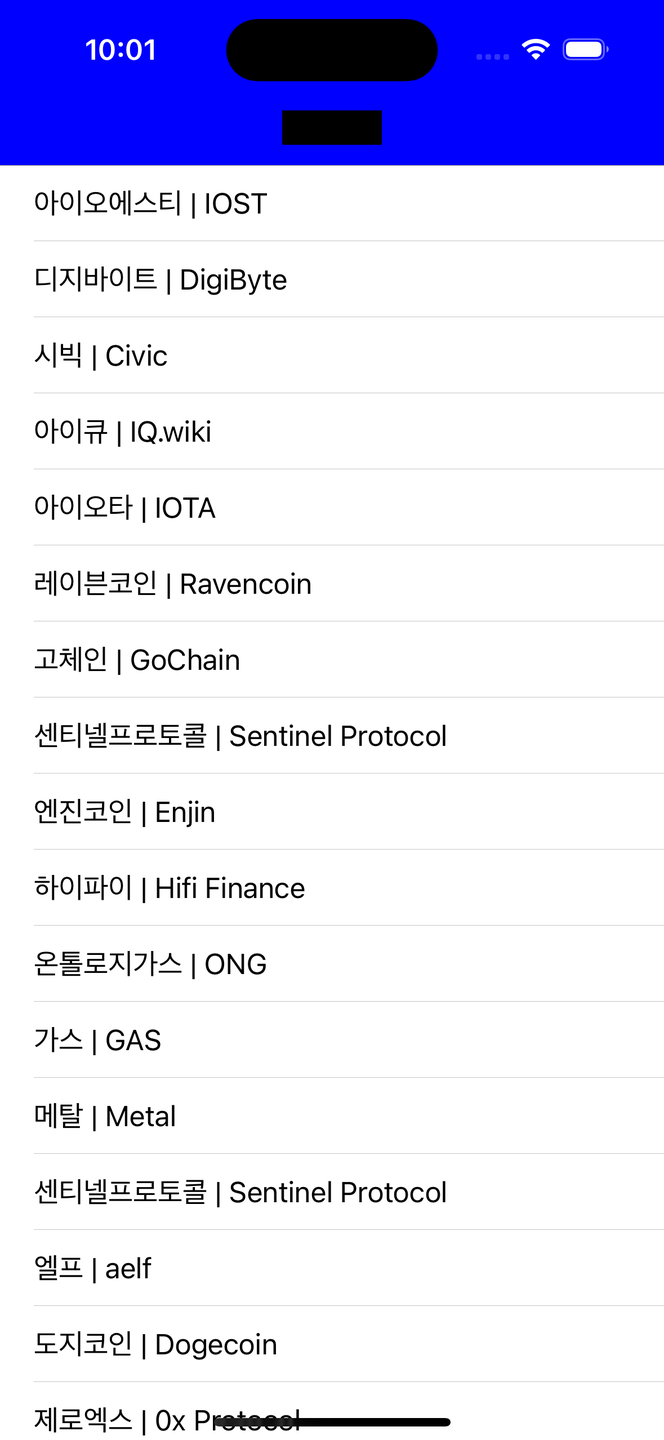 10:01
아이오에스티 | IOST
디지바이트 | DigiByte
시빅 | Civic
아이큐 | IQ.wiki
아이오타 | IOTA
레이븐코인 | Ravencoin
고체인 | GoChain
센티넬프로토콜 | Sentinel Protocol
엔진코인 | Enjin
하이파이 | Hifi Finance
온톨로지가스 | ONG
가스 | GAS
메탈 | Metal
센티넬프로토콜 | Sentinel Protocol
엘프 | aelf
도지코인 | Dogecoin
제로엑스 | 0x Protocol